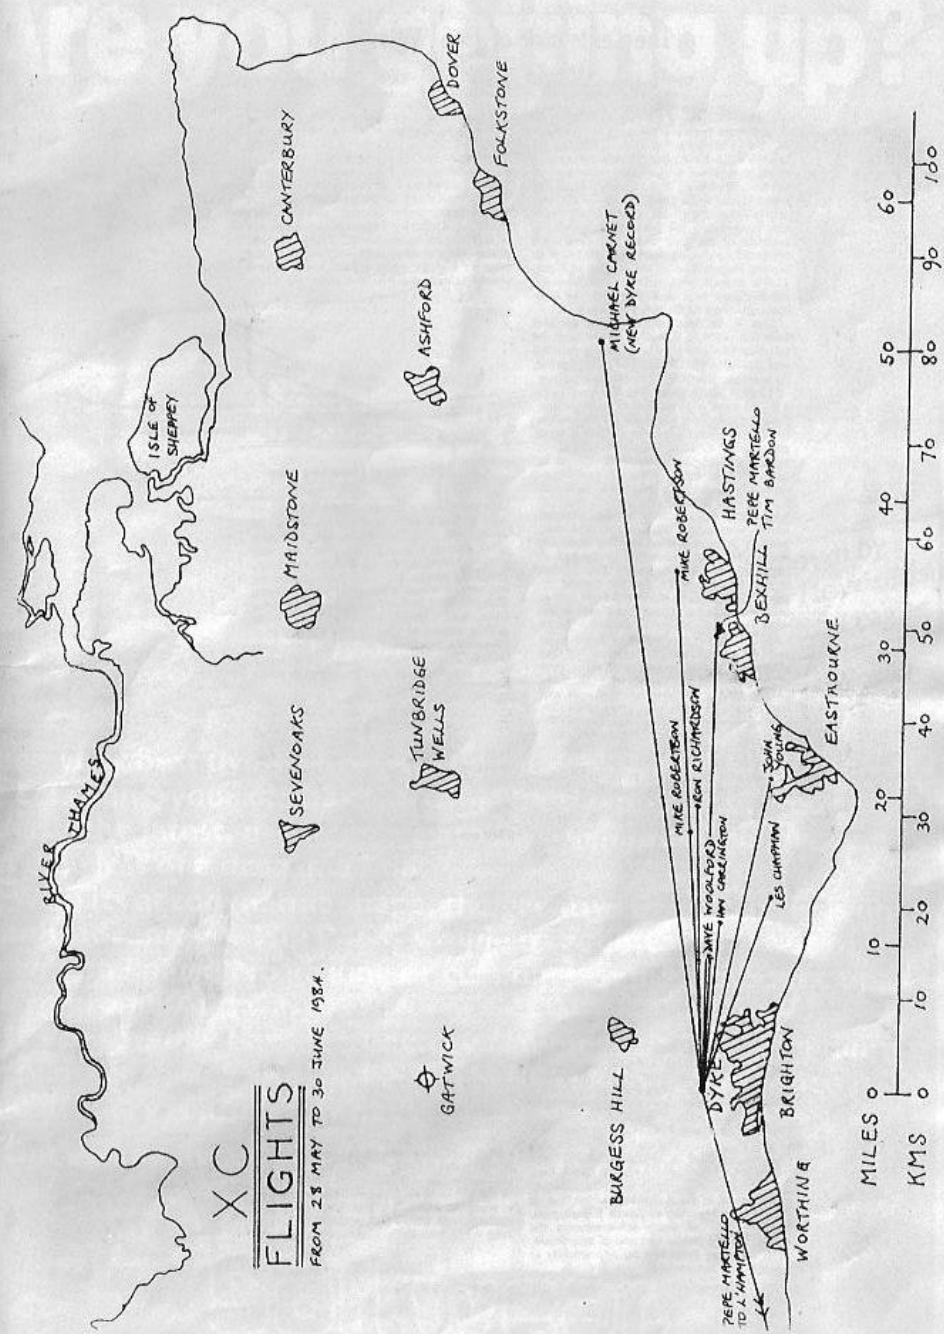 XC
FLIGHTS
FROM 28 MAY TO 30 JUNE 1984.
RIVER THAMES
ISLE OF
SHEPPEY
SEVENOAKS
MAIDSTONE
CANTERBURY
GATWICK
TUNBRIDGE
WELLS
ASHFORD
DOVER
FOLKSTONE
BURGESS HILL
MICHAEL CARNET
(NEW DYKE RECORD)
MIKE ROBERTSON
MIKE ROBERTSON
RON RICHARDSON
DAVE WOOLFORD
IAN CARRINGTON
DYKE
JOHN
YOUNG
LES CHAPMAN
HASTINGS
PEPE MARTELLO
TIM BARDON
BEXHILL
EASTBOURNE
BRIGHTON
WORTHING
PEPE MARTELLO
TO L'HAMPTON
MILES 0 10 20 30 40 50 60
KMS 0 10 20 30 40 50 60 70 80 90 100